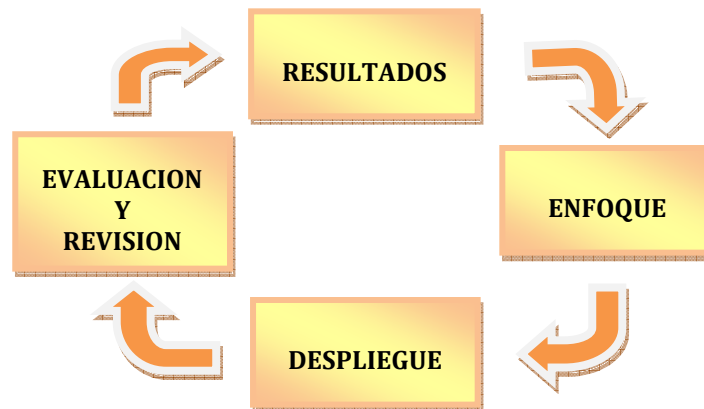 RESULTADOS
ENFOQUE
DESPLIEGUE
EVALUACION
Y
REVISION